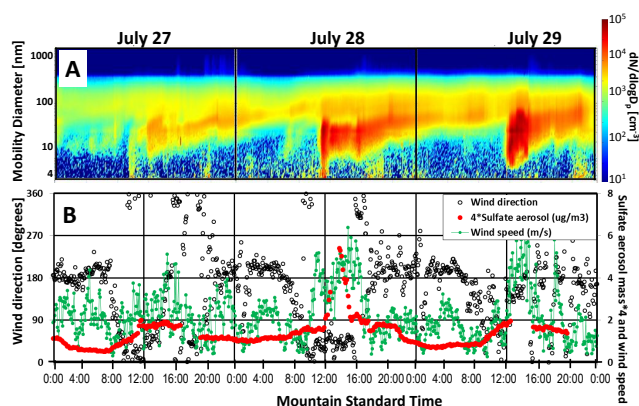 July 27 July 28 July 29
Mobility Diameter [nm]
1000
100
10
4
A
10^5
10^4
10^3
10^2
10^1
dN/dlogDp (cm3)
B
Wind direction [degrees]
360
270
180
90
0
Wind direction
4*Sulfate aerosol (ug/m3)
Wind speed (m/s)
8
6
4
2
0
Sulfate aerosol mass*4 and wind speed
0:00 4:00 8:00 12:00 16:00 20:00 0:00 4:00 8:00 12:00 16:00 20:00 0:00 4:00 8:00 12:00 16:00 20:00 0:00
Mountain Standard Time